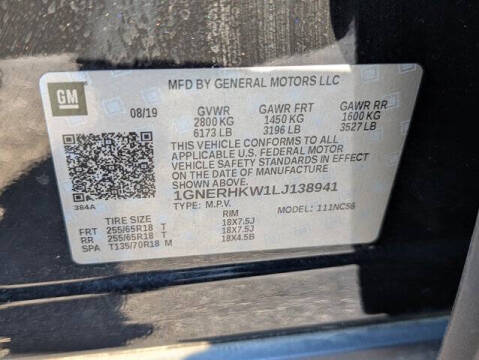 GM
MFD BY GENERAL MOTORS LLC
08/19 GVWR GAWR FRT GAWR RR
2800 KG 1450 KG 1600 KG
6173 LB 3196 LB 3527 LB
THIS VEHICLE CONFORMS TO ALL
APPLICABLE U.S. FEDERAL MOTOR
VEHICLE SAFETY STANDARDS IN EFFECT
ON THE DATE OF MANUFACTURE
SHOWN ABOVE.
1GNERHKW1LJ138941
TYPE: M.P.V. MODEL: 111NC56
384A
TIRE SIZE RIM
FRT 255/65R18 T 18X7.5J
RR 255/65R18 T 18X7.5J
SPA T135/70R18 M 18X4.5B